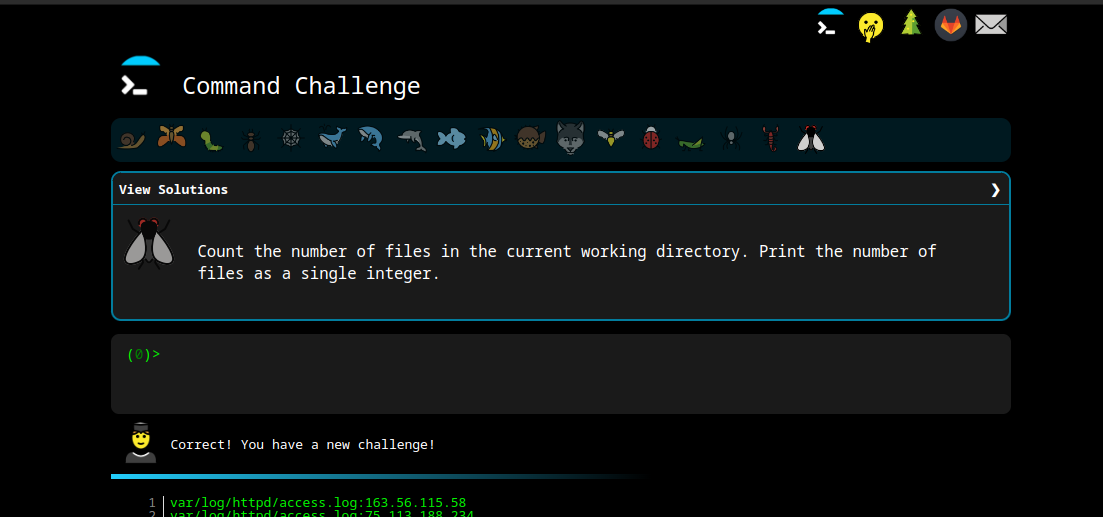 Command Challenge
View Solutions ❯
Count the number of files in the current working directory. Print the number of
files as a single integer.
(0)>
Correct! You have a new challenge!
1 var/log/httpd/access.log:163.56.115.58
2 var/log/httpd/access.log:75.113.188.234